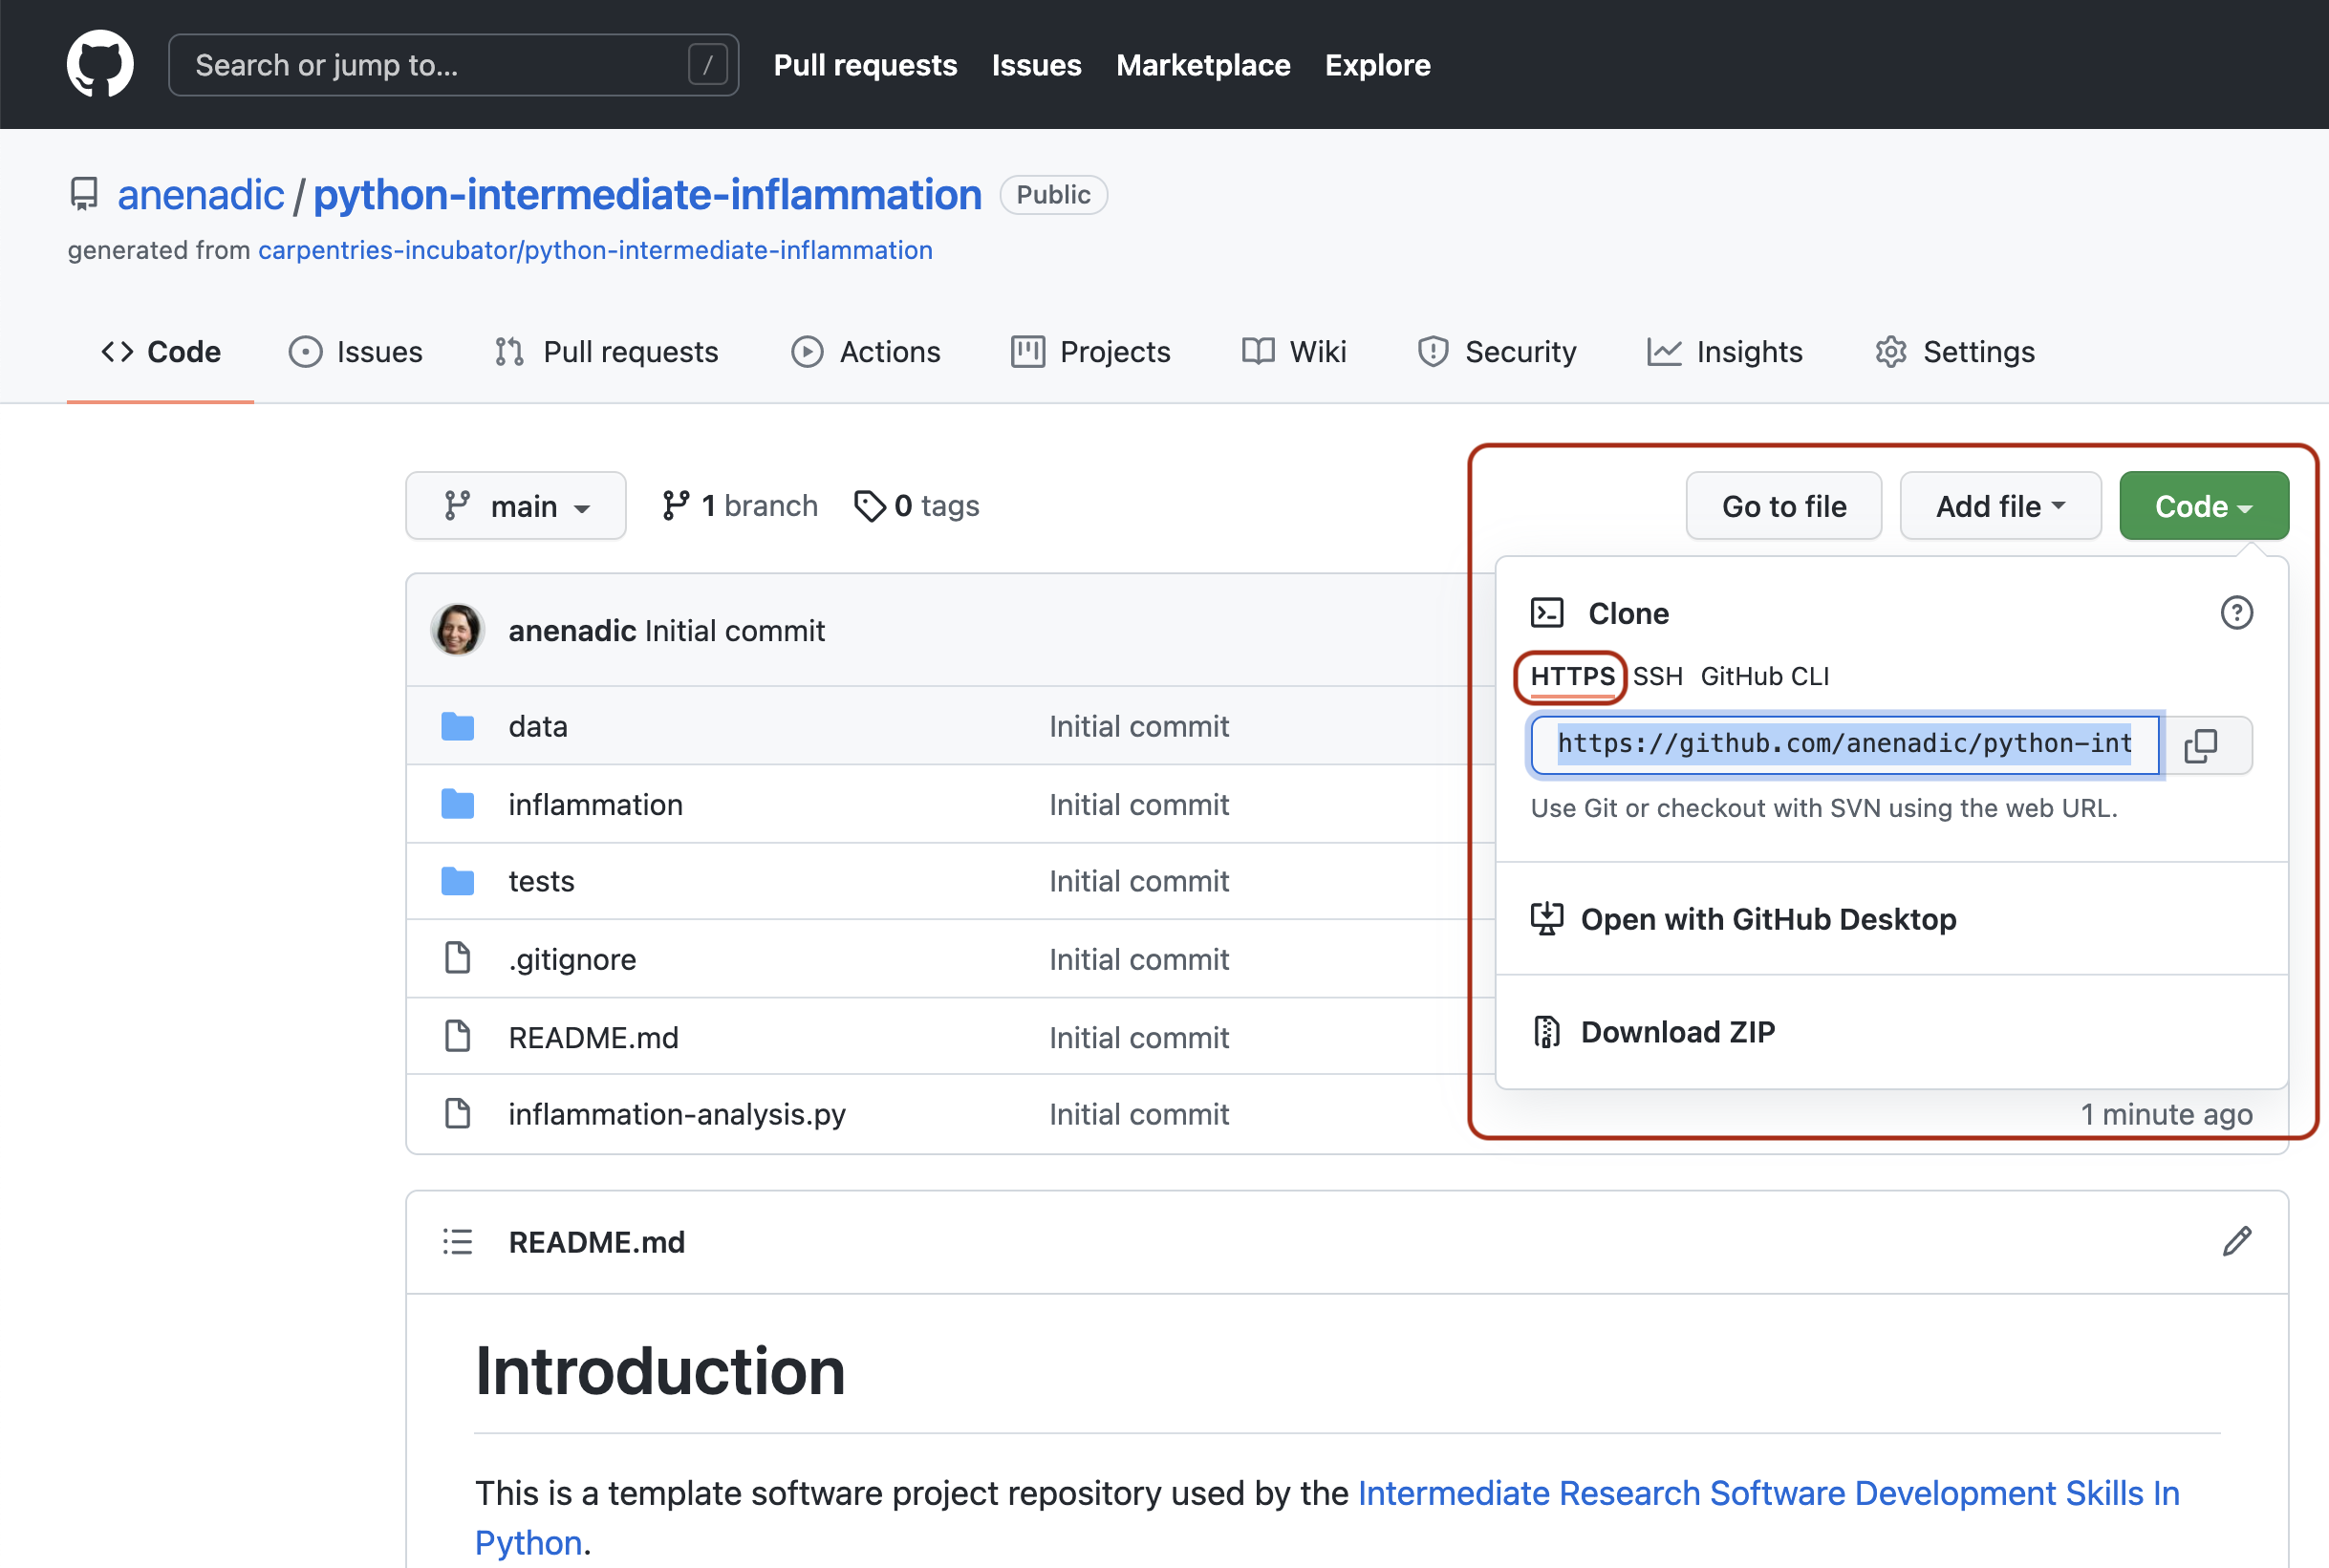 Search or jump to... /
Pull requests Issues Marketplace Explore
anenadic / python-intermediate-inflammation Public
generated from carpentries-incubator/python-intermediate-inflammation
Code Issues Pull requests Actions Projects Wiki Security Insights Settings
main 1 branch 0 tags Go to file Add file Code
anenadic Initial commit
data Initial commit
inflammation Initial commit
tests Initial commit
.gitignore Initial commit
README.md Initial commit
inflammation-analysis.py Initial commit 1 minute ago
Clone
HTTPS SSH GitHub CLI
https://github.com/anenadic/python-int
Use Git or checkout with SVN using the web URL.
Open with GitHub Desktop
Download ZIP
README.md
Introduction
This is a template software project repository used by the Intermediate Research Software Development Skills In
Python.